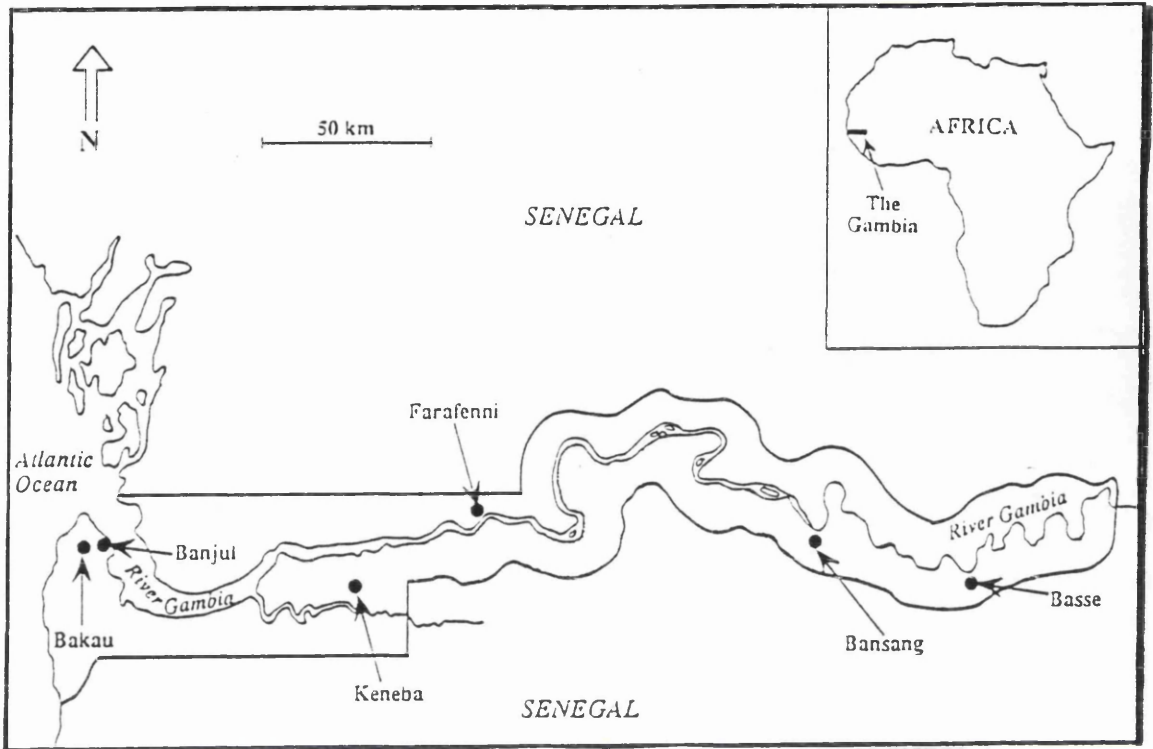 N
50 km
AFRICA
The
Gambia
SENEGAL
Farafenni
Atlantic
Ocean
River Gambia
Banjul
River
Gambia
Basse
Bakau
Bansang
Keneba
SENEGAL